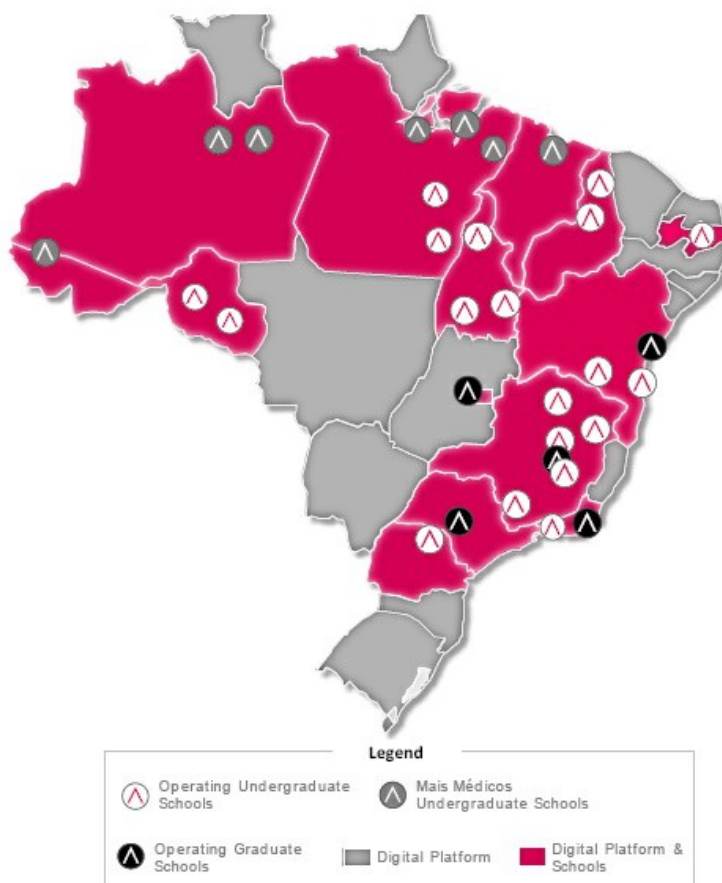 Legend
Operating Undergraduate
Schools
Mais Médicos
Undergraduate Schools
Operating Graduate
Schools
Digital Platform
Digital Platform &
Schools